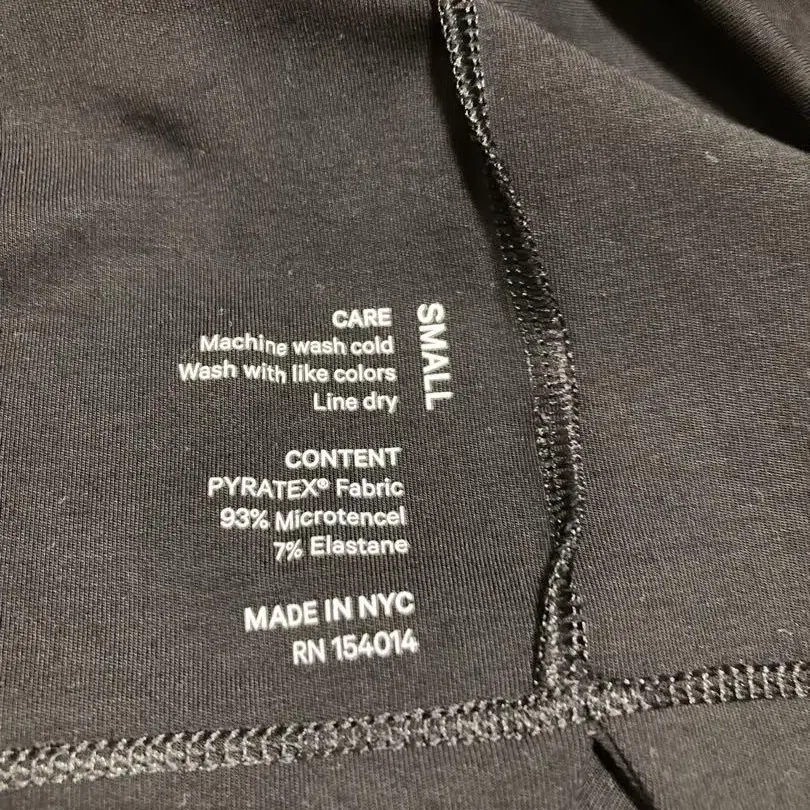 CARE
Machine wash cold
Wash with like colors
Line dry
SMALL
CONTENT
PYRATEX® Fabric
93% Microtencel
7% Elastane
MADE IN NYC
RN 154014